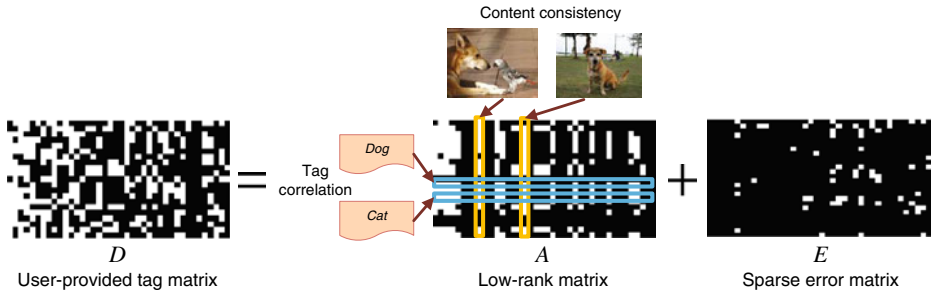 Content consistency
Dog
Tag
correlation
Cat
=
+
D
A
E
User-provided tag matrix
Low-rank matrix
Sparse error matrix